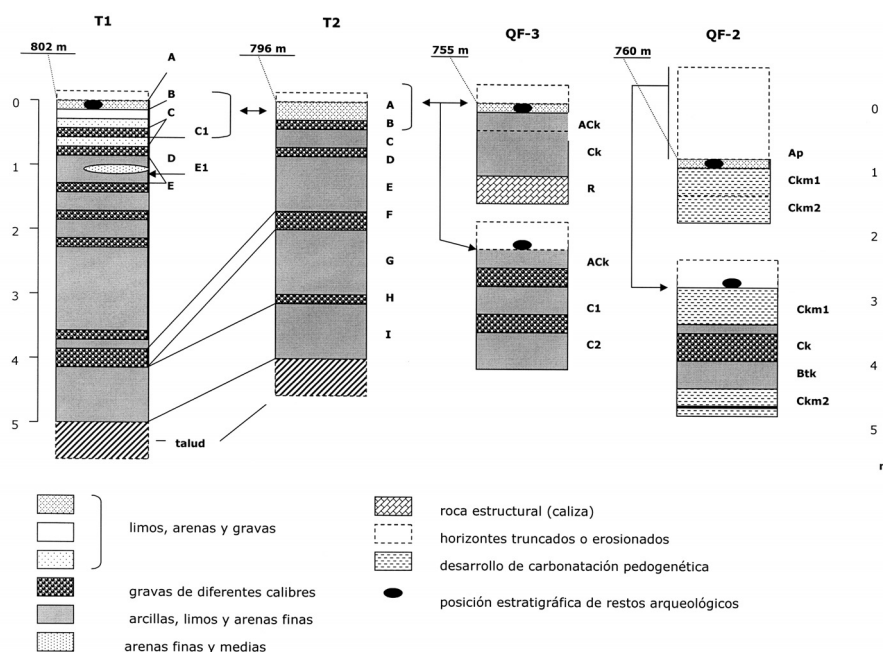 T1
T2
QF-3
QF-2
802 m
796 m
755 m
760 m
0
1
2
3
4
5
A
B
C
C1
D
E1
E
A
B
C
D
E
F
G
H
I
talud
ACk
Ck
R
ACk
C1
C2
Ap
Ckm1
Ckm2
Ckm1
Ck
Btk
Ckm2
0
1
2
3
4
5
limos, arenas y gravas
gravas de diferentes calibres
arcillas, limos y arenas finas
arenas finas y medias
roca estructural (caliza)
horizontes truncados o erosionados
desarrollo de carbonatación pedogenética
posición estratigráfica de restos arqueológicos